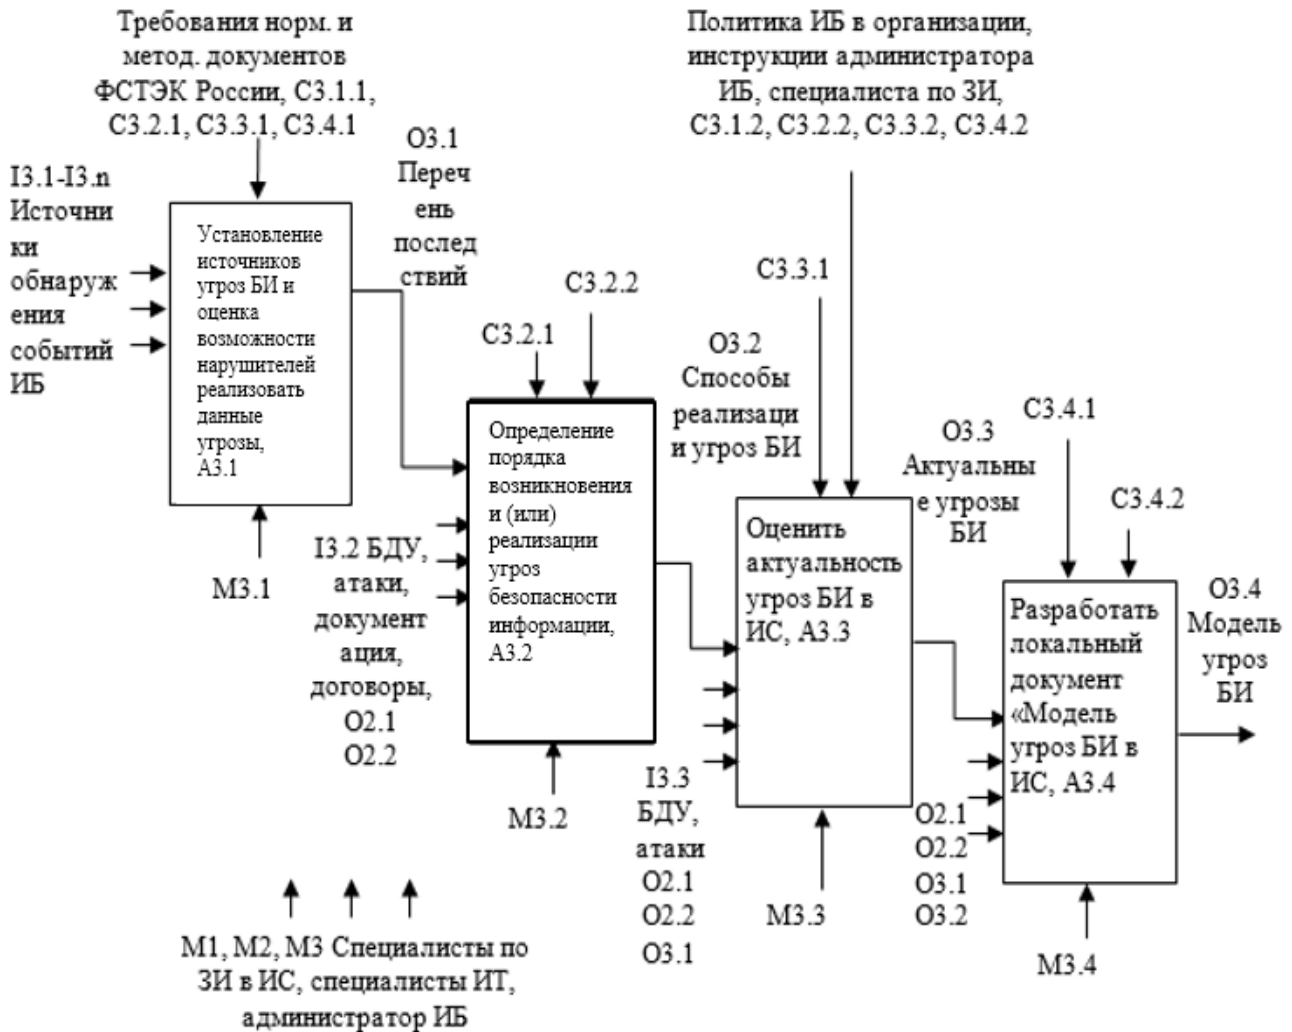 Требования норм. и
метод. документов
ФСТЭК России, С3.1.1,
С3.2.1, С3.3.1, С3.4.1
Политика ИБ в организации,
инструкции администратора
ИБ, специалиста по ЗИ,
С3.1.2, С3.2.2, С3.3.2, С3.4.2
I3.1-I3.n
Источни
ки
обнаруж
ения
событий
ИБ
Установление
источников
угроз БИ и
оценка
возможности
нарушителей
реализовать
данные
угрозы,
А3.1
М3.1
О3.1
Переч
ень
послед
ствий
С3.2.1
С3.2.2
Определение
порядка
возникновения
и (или)
реализации
угроз
безопасности
информации,
А3.2
I3.2 БДУ,
атаки,
документ
ация,
договоры,
О2.1
О2.2
М3.2
О3.2
Способы
реализаци
и угроз БИ
С3.3.1
Оценить
актуальность
угроз БИ в
ИС, А3.3
I3.3
БДУ,
атаки
О2.1
О2.2
О3.1
М3.3
О3.3
Актуальны
е угрозы
БИ
С3.4.1
С3.4.2
Разработать
локальный
документ
«Модель
угроз БИ в
ИС, А3.4
О2.1
О2.2
О3.1
О3.2
М3.4
О3.4
Модель
угроз
БИ
М1, М2, М3 Специалисты по
ЗИ в ИС, специалисты ИТ,
администратор ИБ